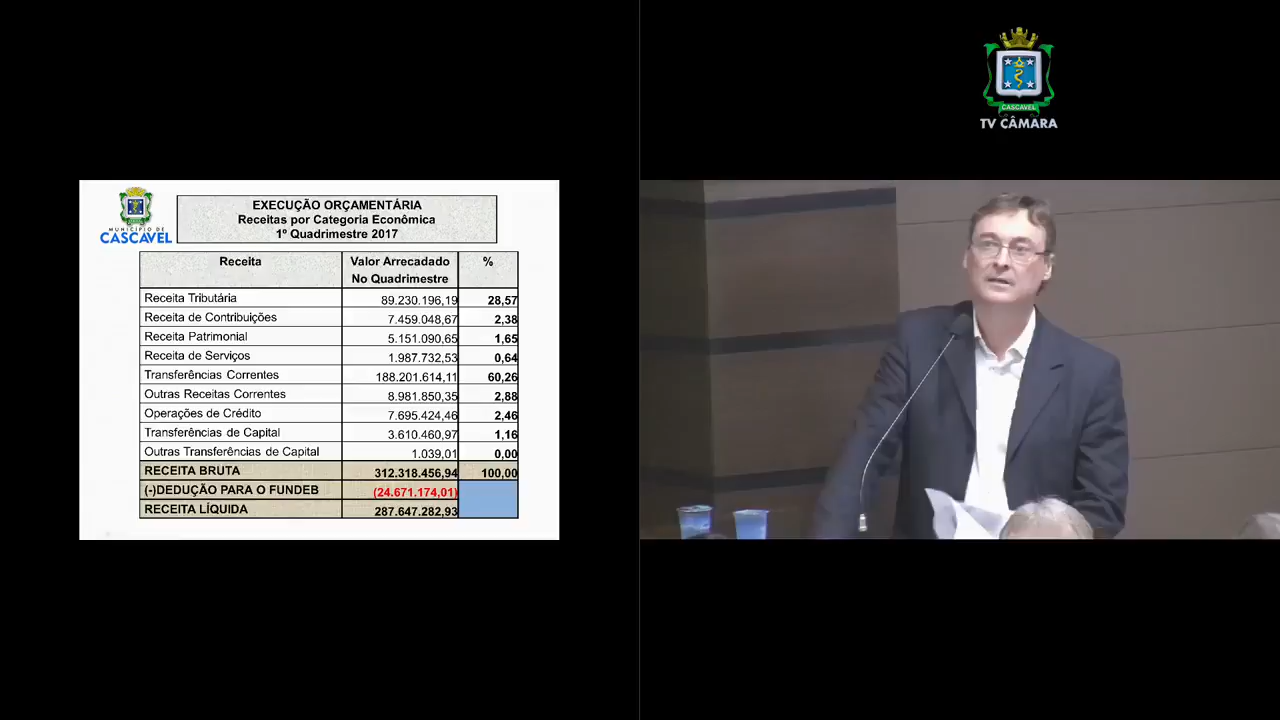 CASCAVEL
TV CÂMARA
MUNICÍPIO DE
CASCAVEL
EXECUÇÃO ORÇAMENTÁRIA
Receitas por Categoria Econômica
1º Quadrimestre 2017
Receita Valor Arrecadado No Quadrimestre %
Receita Tributária 89.230.196,19 28,57
Receita de Contribuições 7.459.048,67 2,38
Receita Patrimonial 5.151.090,65 1,65
Receita de Serviços 1.987.732,53 0,64
Transferências Correntes 188.201.614,11 60,26
Outras Receitas Correntes 8.981.850,35 2,88
Operações de Crédito 7.695.424,46 2,46
Transferências de Capital 3.610.460,97 1,16
Outras Transferências de Capital 1.039,01 0,00
RECEITA BRUTA 312.318.456,94 100,00
(-)DEDUÇÃO PARA O FUNDEB (24.671.174,01)
RECEITA LÍQUIDA 287.647.282,93